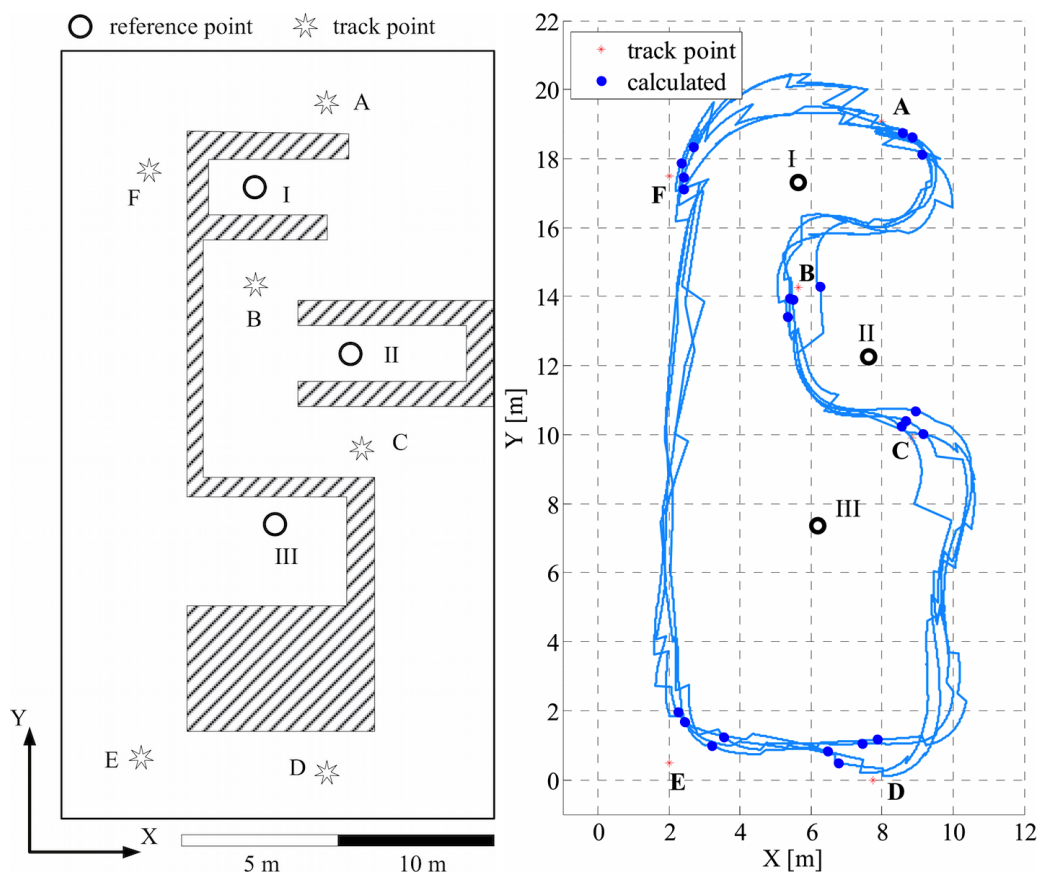 reference point
track point
A
F
I
B
II
C
III
Y
E
D
X
5 m
10 m
track point
calculated
22
20
18
16
14
12
10
8
6
4
2
0
Y [m]
A
I
F
B
II
C
III
E
D
0
2
4
6
8
10
12
X [m]